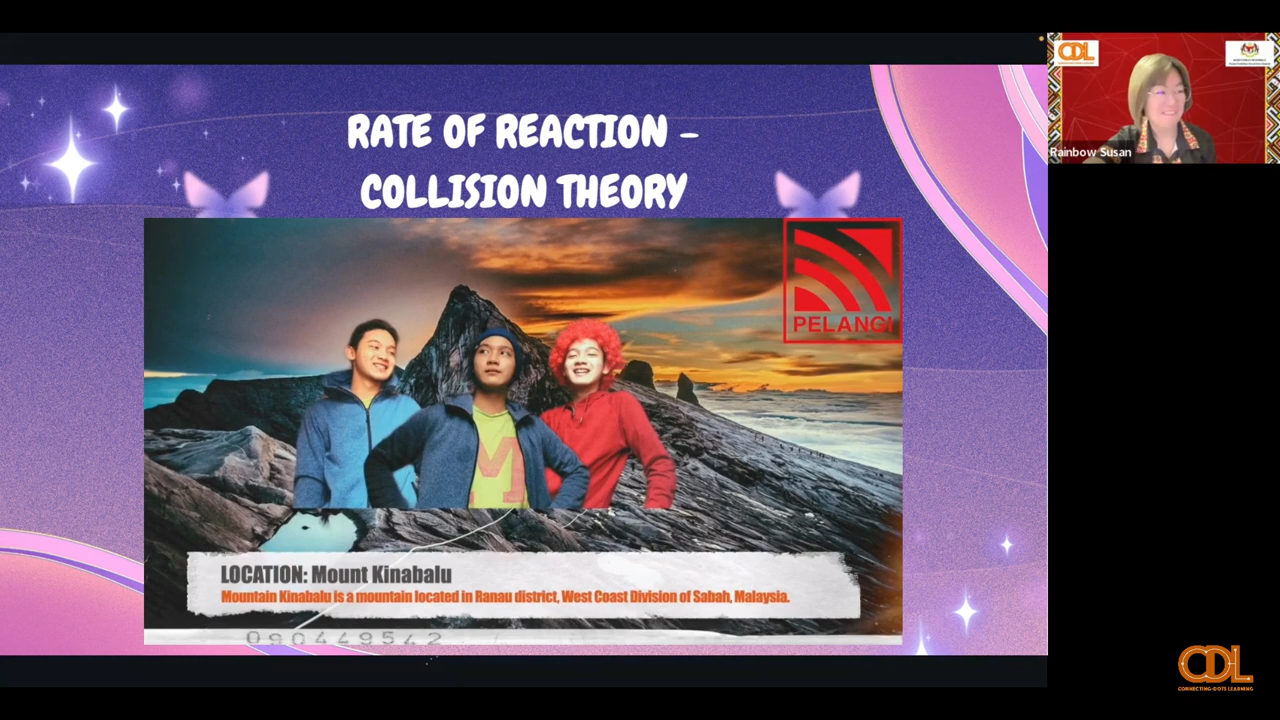 RATE OF REACTION -
COLLISION THEORY
PELANGI
LOCATION: Mount Kinabalu
Mountain Kinabalu is a mountain located in Ranau district, West Coast Division of Sabah, Malaysia.
090449542
CDL
Rainbow Susan
CDL
CONNECTING-DOTS LEARNING